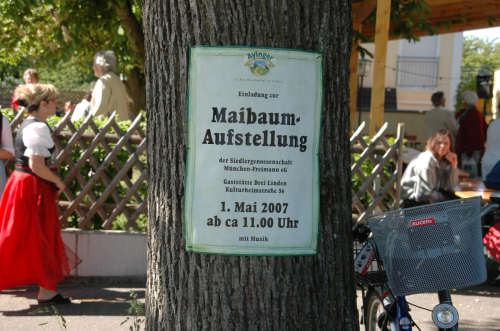 Ayinger
Einladung zur
Maibaum-
Aufstellung
der Siedlergenossenschaft
München-Freimann eG
Gaststätte Drei Linden
Kulturheimstraße 56
1. Mai 2007
ab ca 11.00 Uhr
mit Musik
RUCKFIX